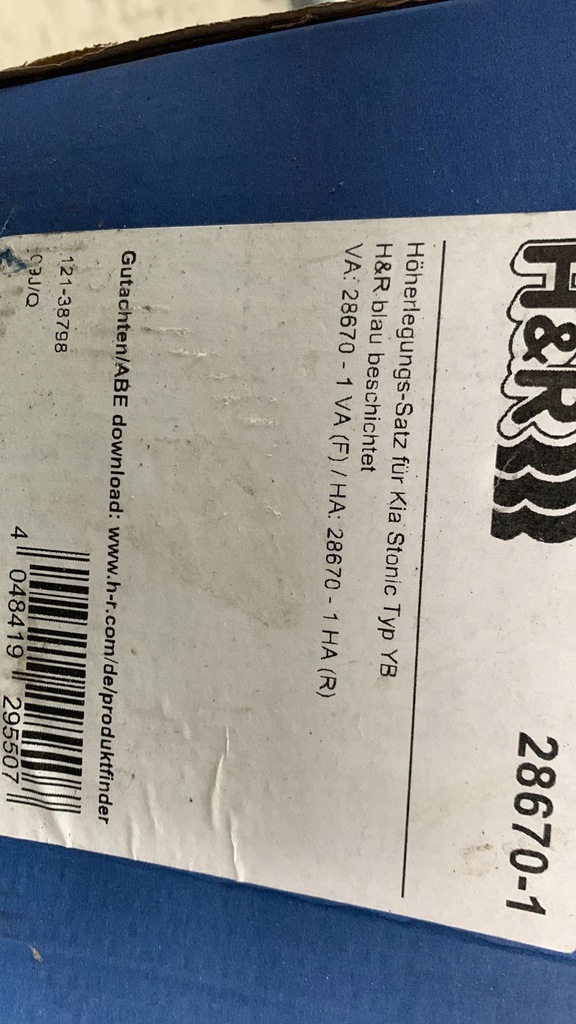 H&R
28670-1
Höherlegungs-Satz für Kia Stonic Typ YB
H&R blau beschichtet
VA: 28670 - 1 VA (F) / HA: 28670 - 1 HA (R)
Gutachten/ABE download: www.h-r.com/de/produktfinder
121-38798
09J/Q
4 048419 295507